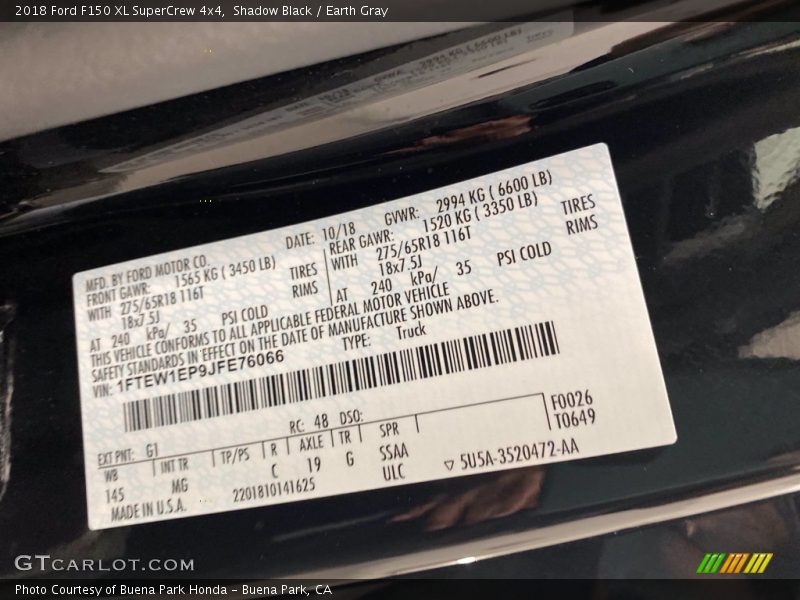 2018 Ford F150 XL SuperCrew 4x4, Shadow Black / Earth Gray
MFD. BY FORD MOTOR CO.
DATE: 10/18 GVWR: 2994 KG ( 6600 LB)
FRONT GAWR: 1565 KG ( 3450 LB)
REAR GAWR: 1520 KG ( 3350 LB)
WITH 275/65R18 116T TIRES
WITH 275/65R18 116T TIRES
18x7.5J RIMS
18x7.5J RIMS
AT 240 kPa/ 35 PSI COLD
AT 240 kPa/ 35 PSI COLD
THIS VEHICLE CONFORMS TO ALL APPLICABLE FEDERAL MOTOR VEHICLE
SAFETY STANDARDS IN EFFECT ON THE DATE OF MANUFACTURE SHOWN ABOVE.
VIN: 1FTEW1EP9JFE76066 TYPE: Truck
F0026
T0649
EXT PNT: G1 RC: 48 DSO:
WB INT TR TP/PS R AXLE TR SPR
145 MG C 19 G SSAA
ULC
MADE IN U.S.A. 2201810141625
▽ 5U5A-3520472-AA
GTCARLOT.COM
Photo Courtesy of Buena Park Honda – Buena Park, CA